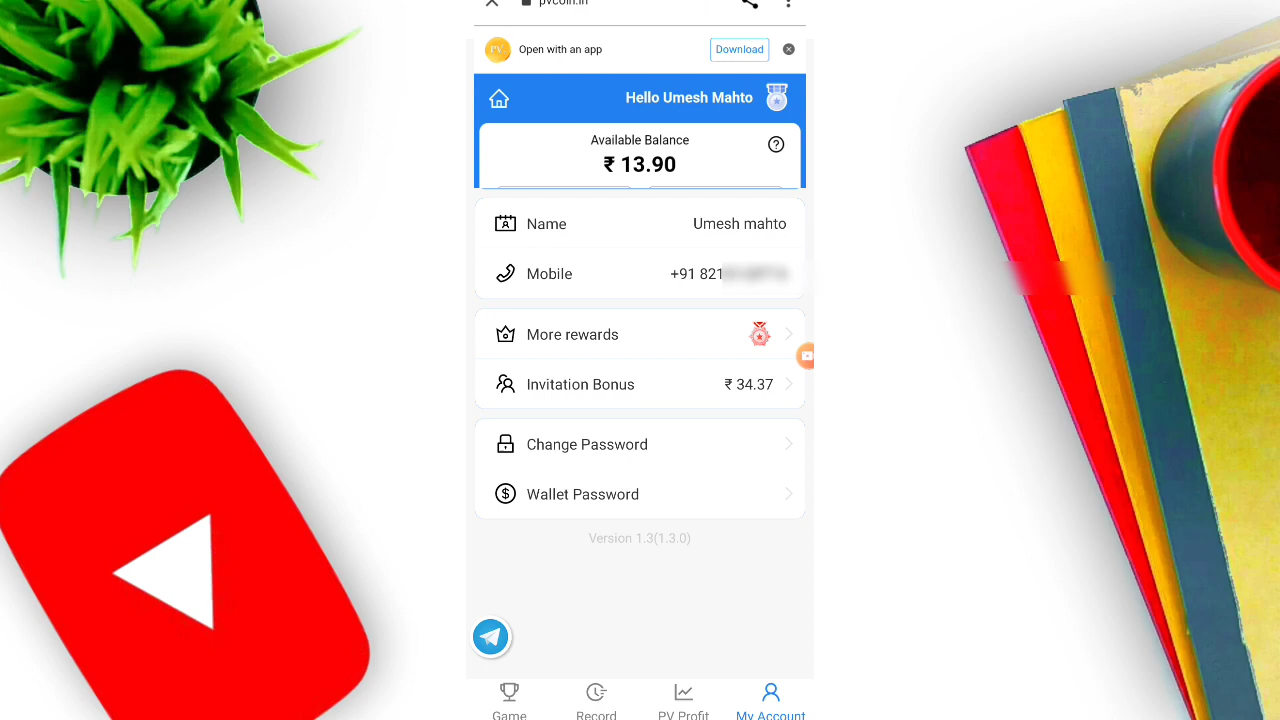 pvcoin.in
PV
Open with an app
Download
Hello Umesh Mahto
Available Balance
₹ 13.90
Name
Umesh mahto
Mobile
+91 821
More rewards
Invitation Bonus
₹ 34.37
Change Password
Wallet Password
Version 1.3(1.3.0)
Game
Record
PV Profit
My Account